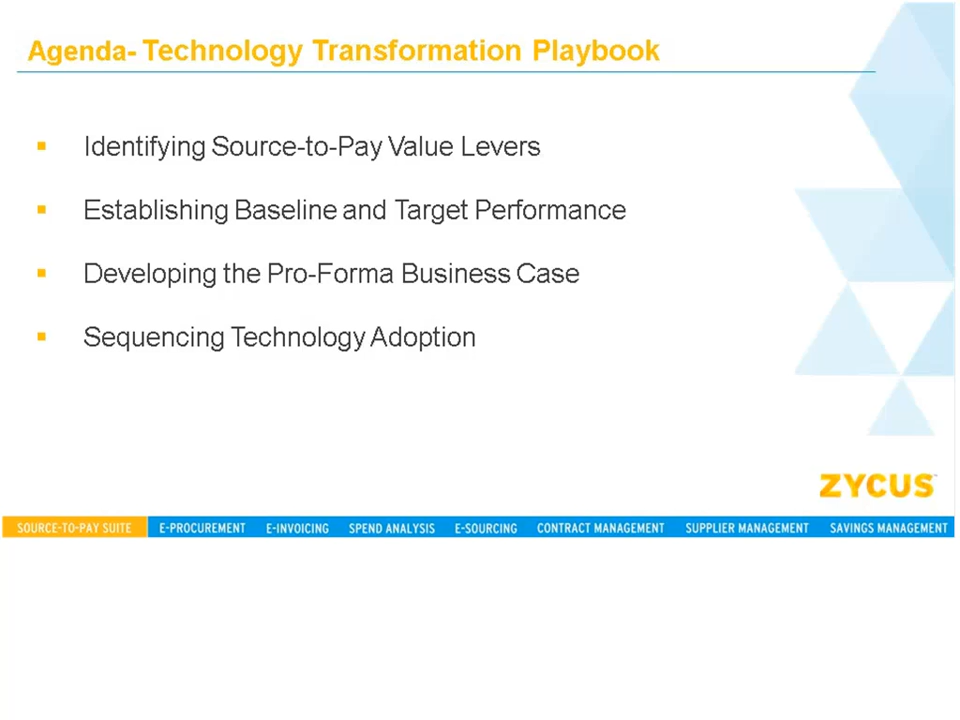 Agenda- Technology Transformation Playbook
Identifying Source-to-Pay Value Levers
Establishing Baseline and Target Performance
Developing the Pro-Forma Business Case
Sequencing Technology Adoption
ZYCUS
SOURCE-TO-PAY SUITE E-PROCUREMENT E-INVOICING SPEND ANALYSIS E-SOURCING CONTRACT MANAGEMENT SUPPLIER MANAGEMENT SAVINGS MANAGEMENT